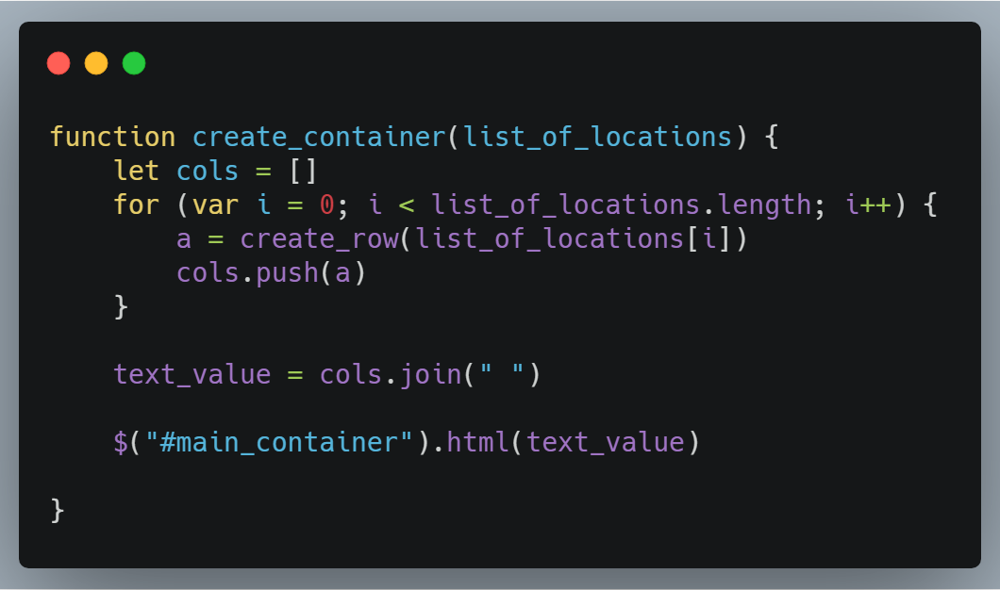 function create_container(list_of_locations) {
    let cols = []
    for (var i = 0; i < list_of_locations.length; i++) {
        a = create_row(list_of_locations[i])
        cols.push(a)
    }

    text_value = cols.join(" ")

    $("#main_container").html(text_value)

}